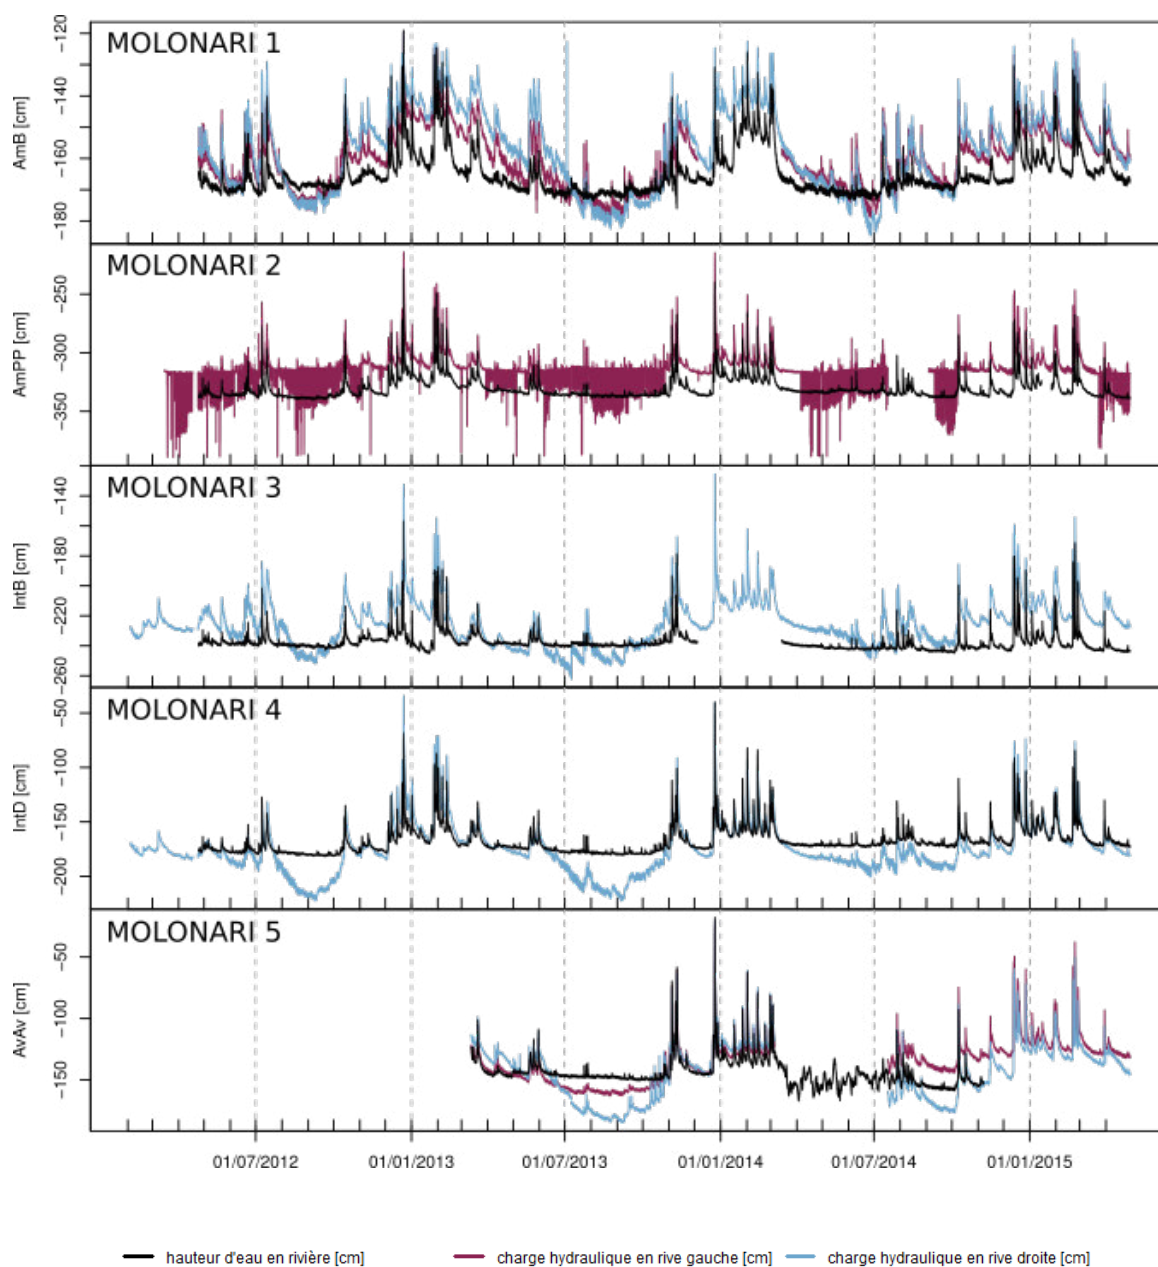 MOLONARI 1
AmB [cm]
−120
−140
−160
−180
MOLONARI 2
AmPP [cm]
−250
−300
−350
MOLONARI 3
IntB [cm]
−140
−180
−220
−260
MOLONARI 4
IntD [cm]
−50
−100
−150
−200
MOLONARI 5
AvAv [cm]
−50
−100
−150
01/07/2012 01/01/2013 01/07/2013 01/01/2014 01/07/2014 01/01/2015
hauteur d'eau en rivière [cm] charge hydraulique en rive gauche [cm] charge hydraulique en rive droite [cm]